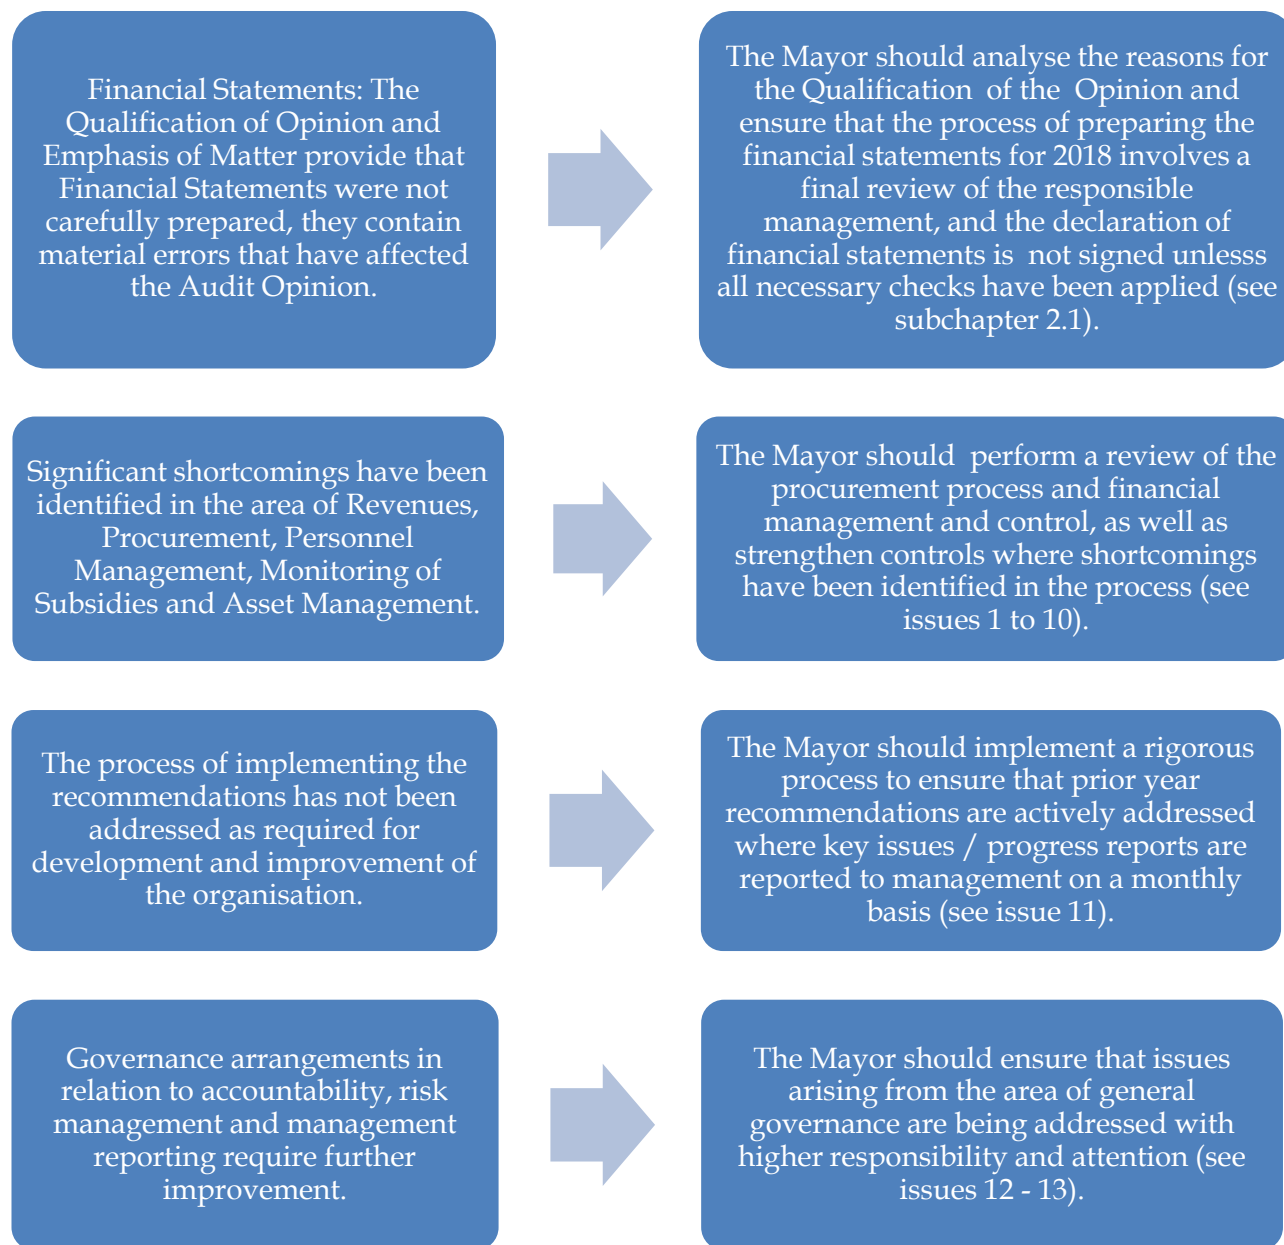 Financial Statements: The
Qualification of Opinion and
Emphasis of Matter provide that
Financial Statements were not
carefully prepared, they contain
material errors that have affected
the Audit Opinion.
The Mayor should analyse the reasons for
the Qualification of the Opinion and
ensure that the process of preparing the
financial statements for 2018 involves a
final review of the responsible
management, and the declaration of
financial statements is not signed unlesss
all necessary checks have been applied (see
subchapter 2.1).
Significant shortcomings have been
identified in the area of Revenues,
Procurement, Personnel
Management, Monitoring of
Subsidies and Asset Management.
The Mayor should perform a review of the
procurement process and financial
management and control, as well as
strengthen controls where shortcomings
have been identified in the process (see
issues 1 to 10).
The process of implementing the
recommendations has not been
addressed as required for
development and improvement of
the organisation.
The Mayor should implement a rigorous
process to ensure that prior year
recommendations are actively addressed
where key issues / progress reports are
reported to management on a monthly
basis (see issue 11).
Governance arrangements in
relation to accountability, risk
management and management
reporting require further
improvement.
The Mayor should ensure that issues
arising from the area of general
governance are being addressed with
higher responsibility and attention (see
issues 12 - 13).